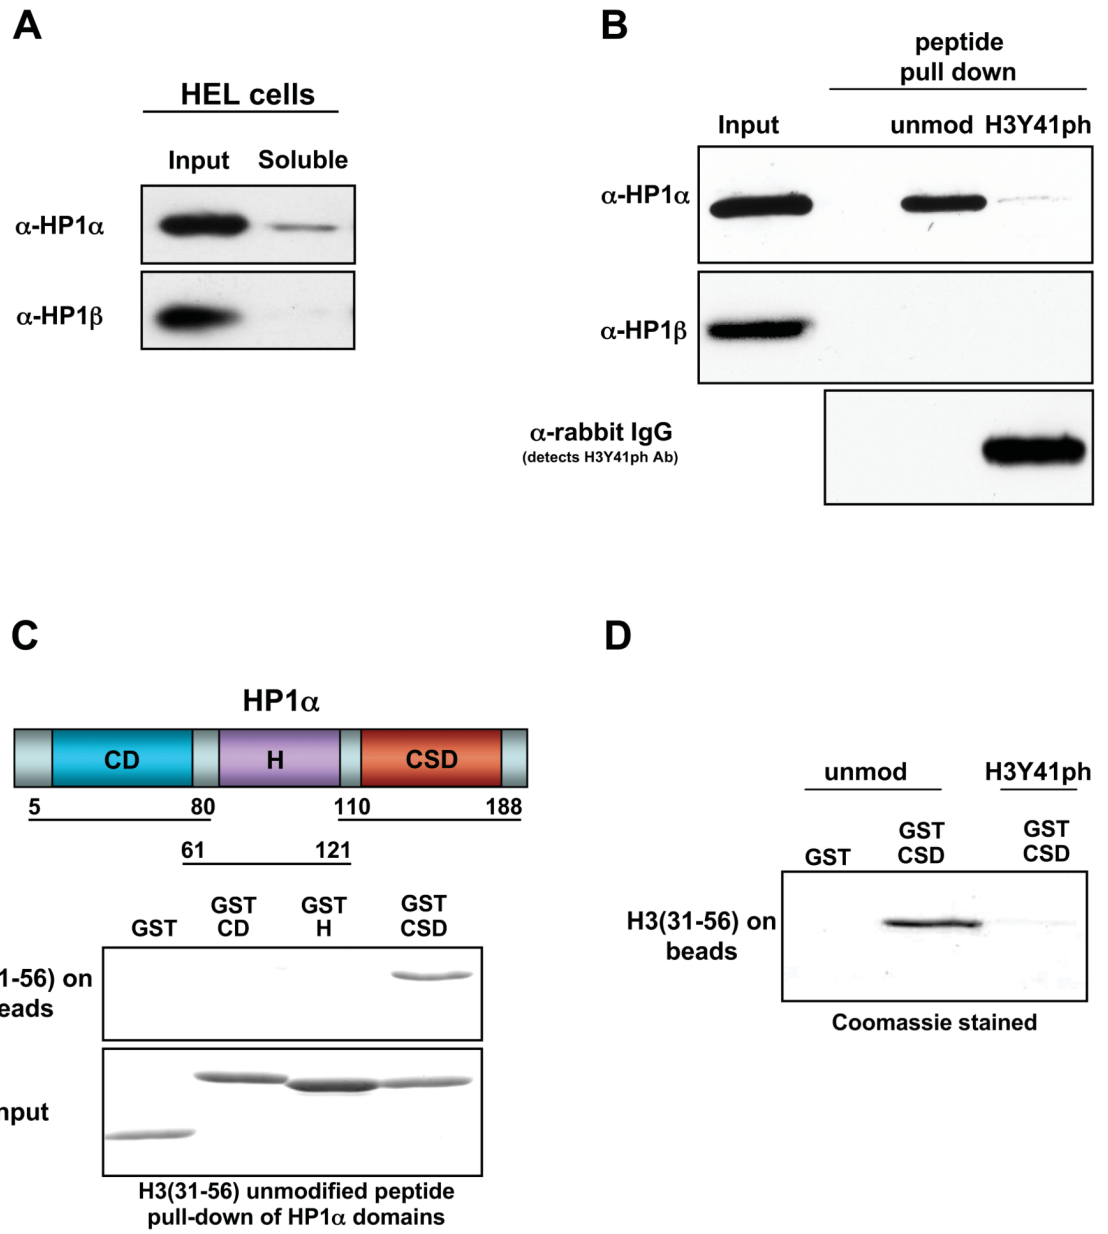 A
HEL cells
Input Soluble
α-HP1α
α-HP1β
B
peptide
pull down
Input unmod H3Y41ph
α-HP1α
α-HP1β
α-rabbit IgG
(detects H3Y41ph Ab)
C
HP1α
CD H CSD
5 80 110 188
61 121
GST GST GST
GST CD H CSD
1-56) on
eads
nput
H3(31-56) unmodified peptide
pull-down of HP1α domains
D
unmod H3Y41ph
GST GST
GST CSD CSD
H3(31-56) on
beads
Coomassie stained